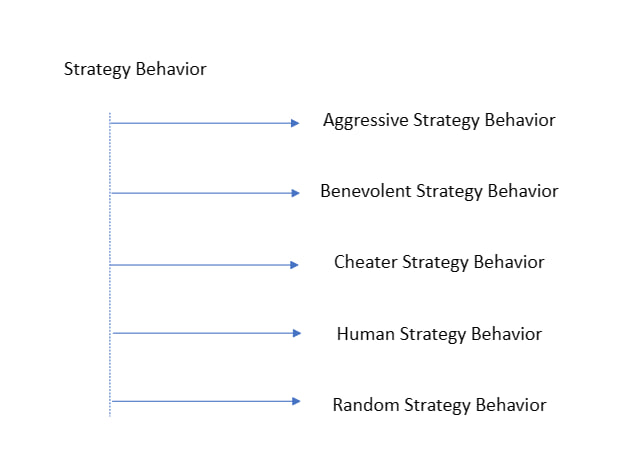 Strategy Behavior
Aggressive Strategy Behavior
Benevolent Strategy Behavior
Cheater Strategy Behavior
Human Strategy Behavior
Random Strategy Behavior